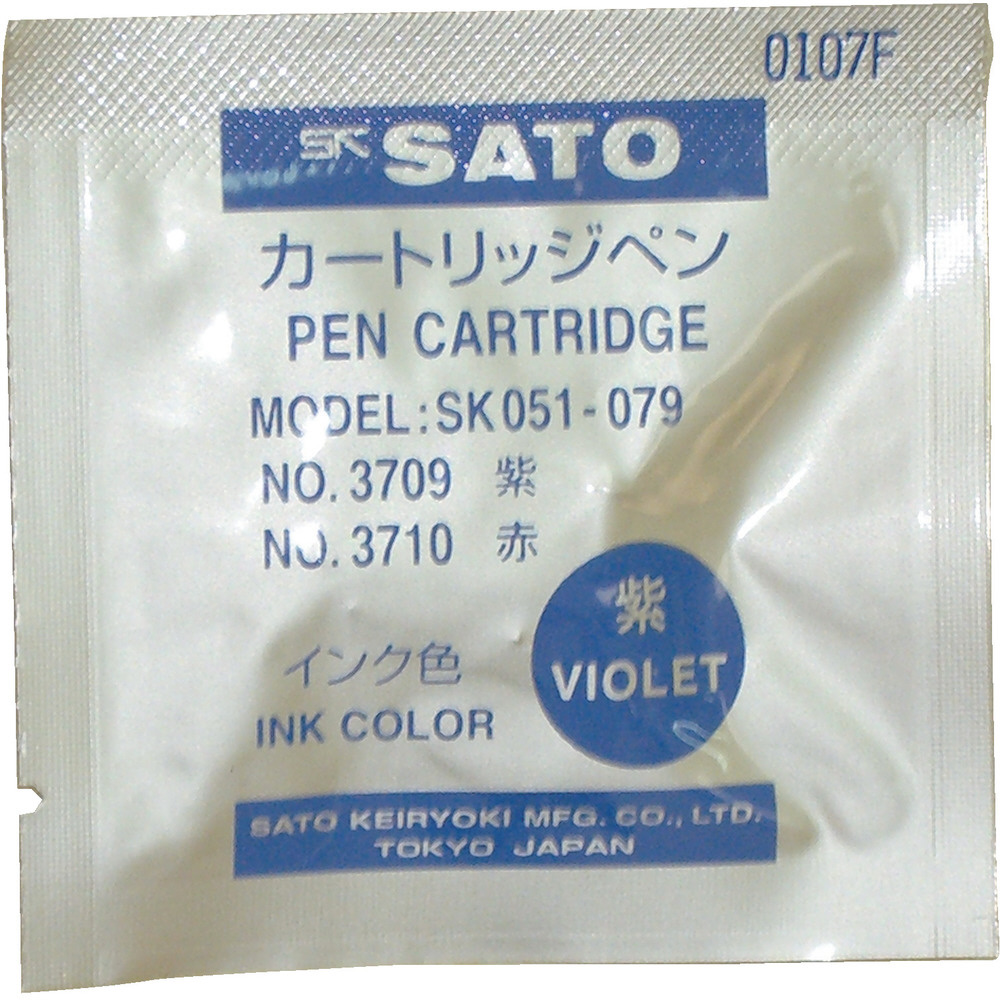 0107F
SK SATO
カートリッジペン
PEN CARTRIDGE
MODEL:SK051-079
NO. 3709 紫
NO. 3710 赤
紫
VIOLET
インク色
INK COLOR
SATO KEIRYOKI MFG. CO., LTD.
TOKYO JAPAN